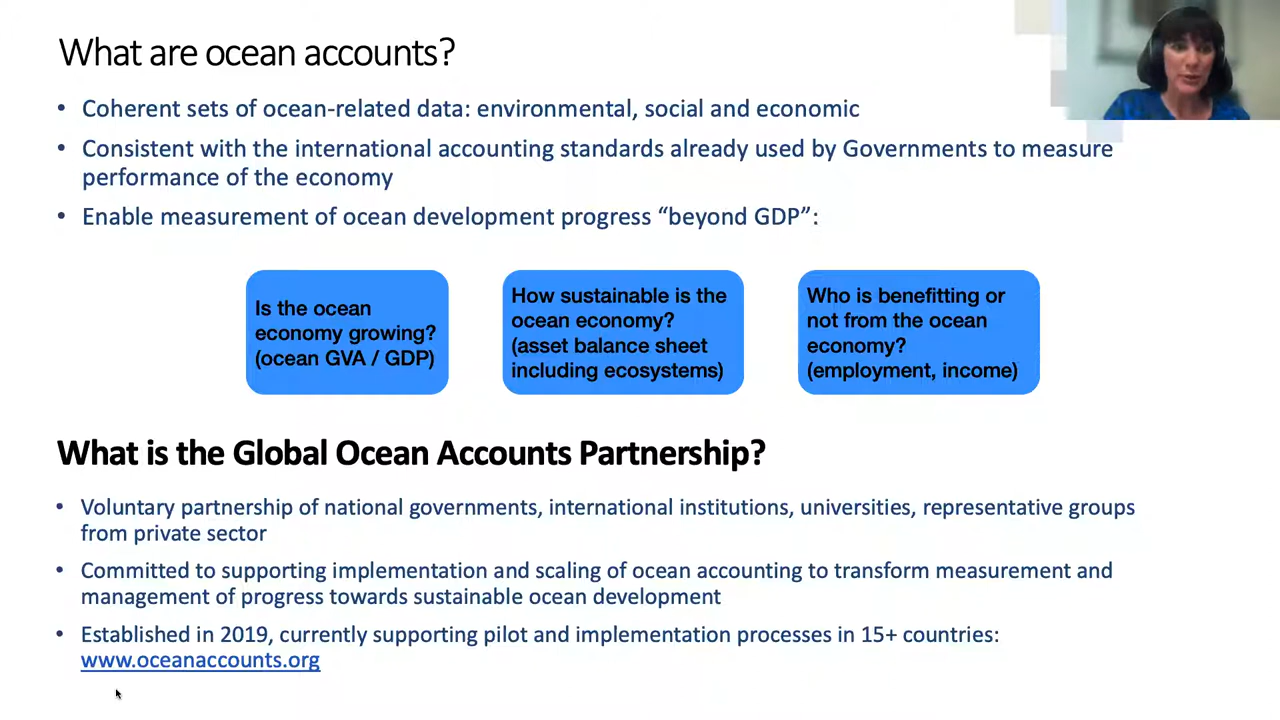 What are ocean accounts?
• Coherent sets of ocean-related data: environmental, social and economic
• Consistent with the international accounting standards already used by Governments to measure
performance of the economy
• Enable measurement of ocean development progress “beyond GDP”:
Is the ocean
economy growing?
(ocean GVA / GDP)
How sustainable is the
ocean economy?
(asset balance sheet
including ecosystems)
Who is benefitting or
not from the ocean
economy?
(employment, income)
What is the Global Ocean Accounts Partnership?
• Voluntary partnership of national governments, international institutions, universities, representative groups
from private sector
• Committed to supporting implementation and scaling of ocean accounting to transform measurement and
management of progress towards sustainable ocean development
• Established in 2019, currently supporting pilot and implementation processes in 15+ countries:
www.oceanaccounts.org